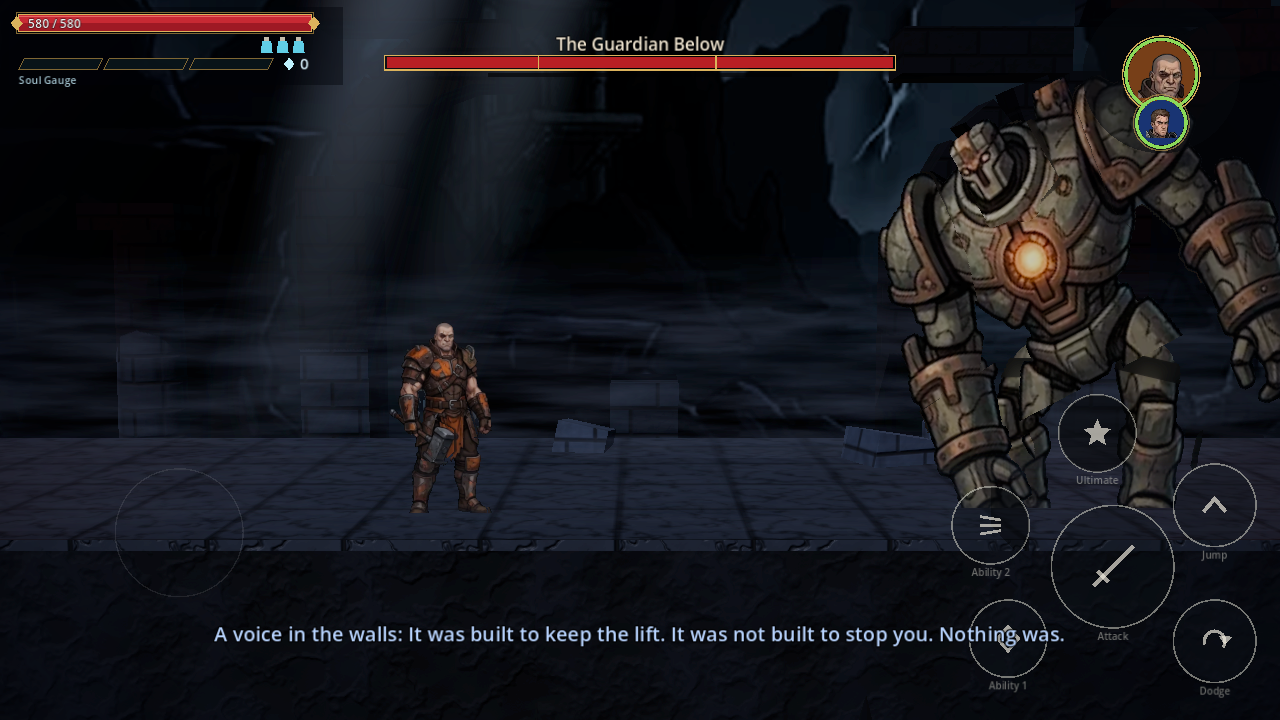 580 / 580
0
Soul Gauge
The Guardian Below
Ultimate
Jump
Ability 2
Attack
A voice in the walls: It was built to keep the lift. It was not built to stop you. Nothing was.
Ability 1
Dodge